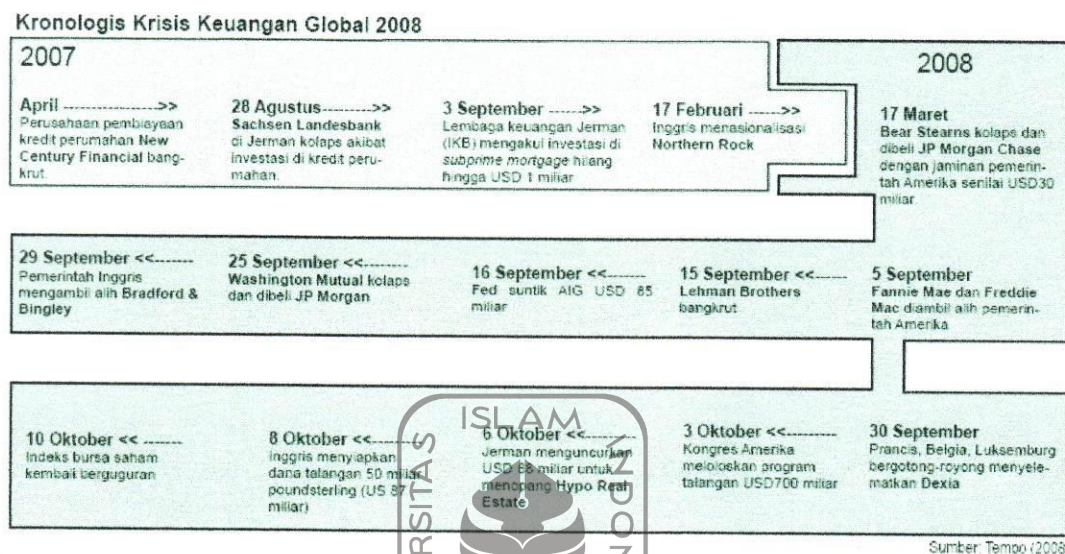 Kronologis Krisis Keuangan Global 2008
2007
April ------------------>>
Perusahaan pembiayaan
kredit perumahan New
Century Financial bang-
krut.
28 Agustus---------->>
Sachsen Landesbank
di Jerman kolaps akibat
investasi di kredit peru-
mahan.
3 September ------>>
Lembaga keuangan Jerman
(IKB) mengakui investasi di
subprime mortgage hilang
hingga USD 1 miliar
17 Februari ----->>
Inggris menasionalisasi
Northern Rock
2008
17 Maret
Bear Stearns kolaps dan
dibeli JP Morgan Chase
dengan jaminan pemerin-
tah Amerika senilai USD30
miliar.
5 September
Fannie Mae dan Freddie
Mac diambil alih pemerin-
tah Amerika
15 September <<------
Lehman Brothers
bangkrut
16 September <<-------
Fed suntik AIG USD 85
miliar
25 September <<--------
Washington Mutual kolaps
dan dibeli JP Morgan
29 September <<-------
Pemerintah Inggris
mengambil alih Bradford &
Bingley
30 September
Prancis, Belgia, Luksemburg
bergotong-royong menyele-
matkan Dexia
3 Oktober <<--------
Kongres Amerika
meloloskan program
talangan USD700 miliar
6 Oktober <<--------
Jerman mengucurkan
USD 68 miliar untuk
menopang Hypo Real
Estate
8 Oktober <<--------
Inggris menyiapkan
dana talangan 50 miliar
poundsterling (US 87
miliar)
10 Oktober << -------
Indeks bursa saham
kembali berguguran
ISLAM
Sumber: Tempo (2008